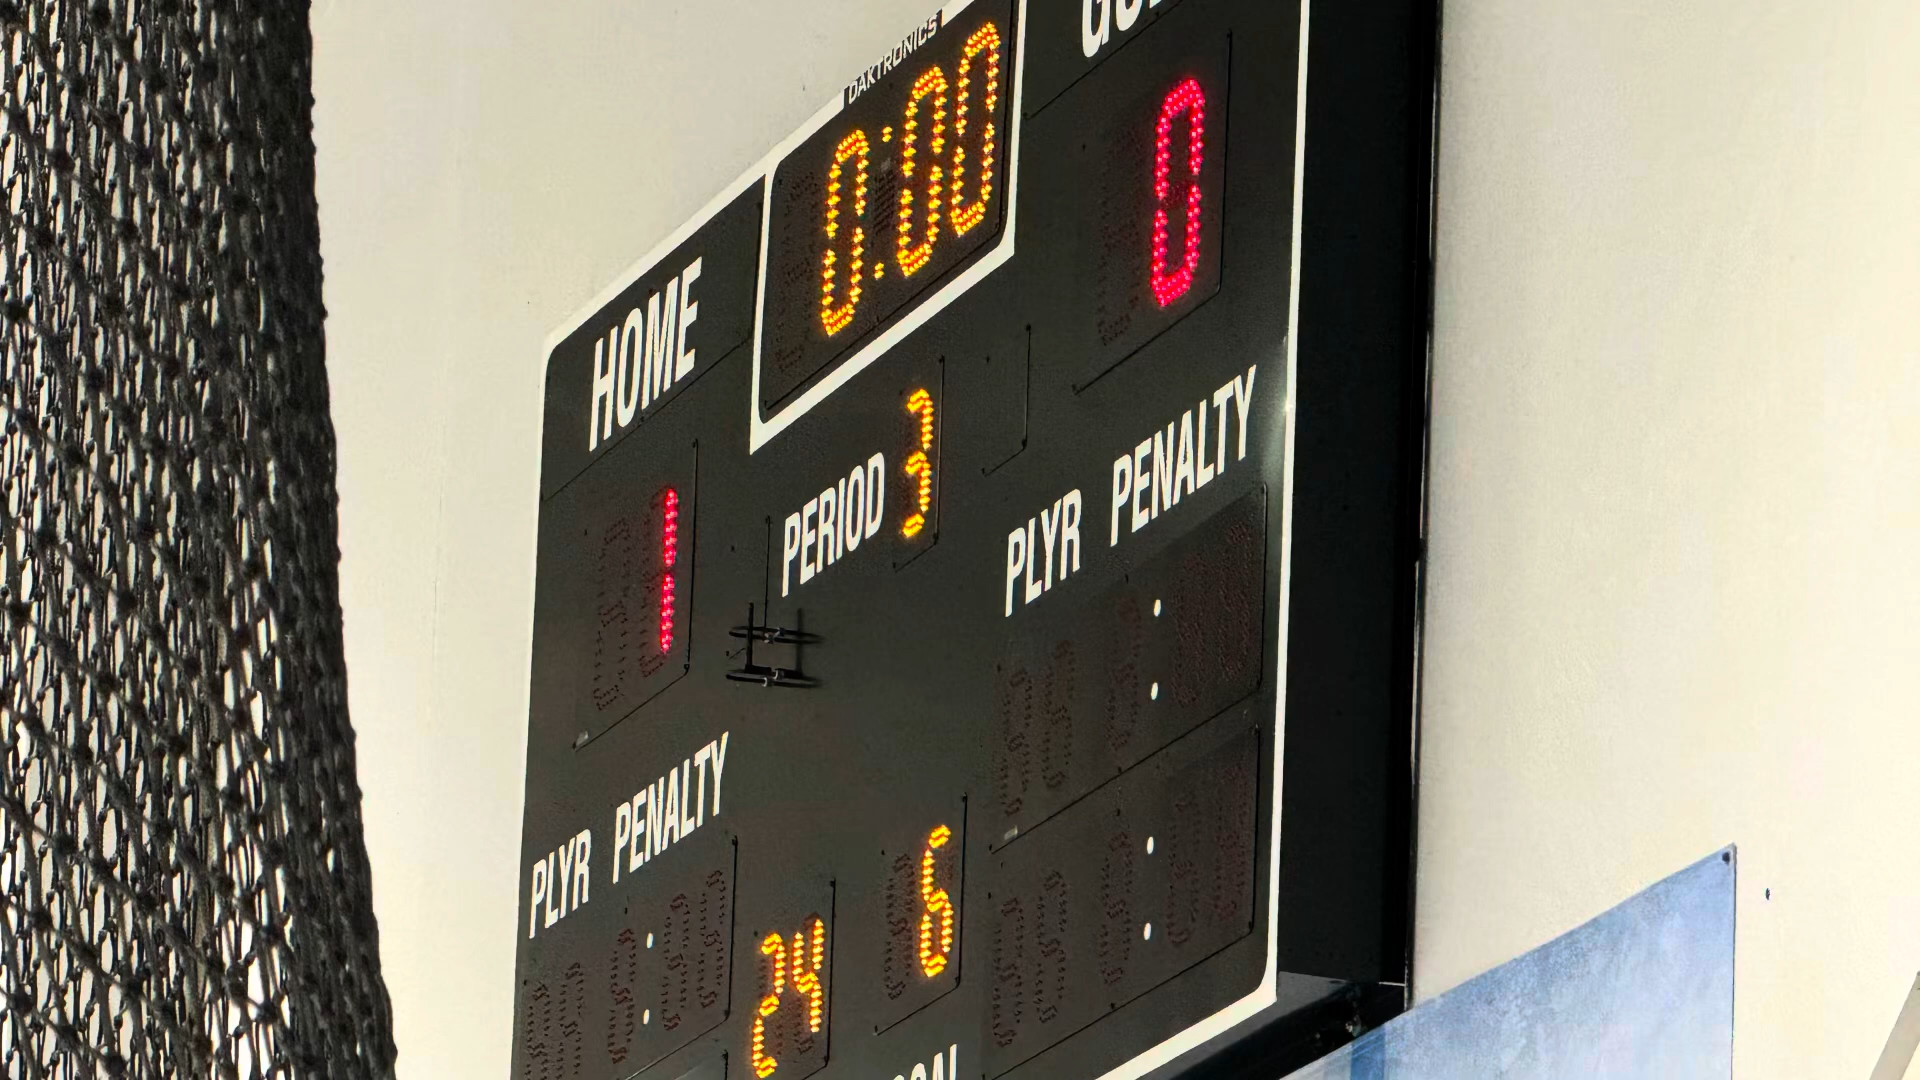 DAKTRONICS
0:00
HOME
0
1
PERIOD 3
PLYR PENALTY
PLYR PENALTY
24
6